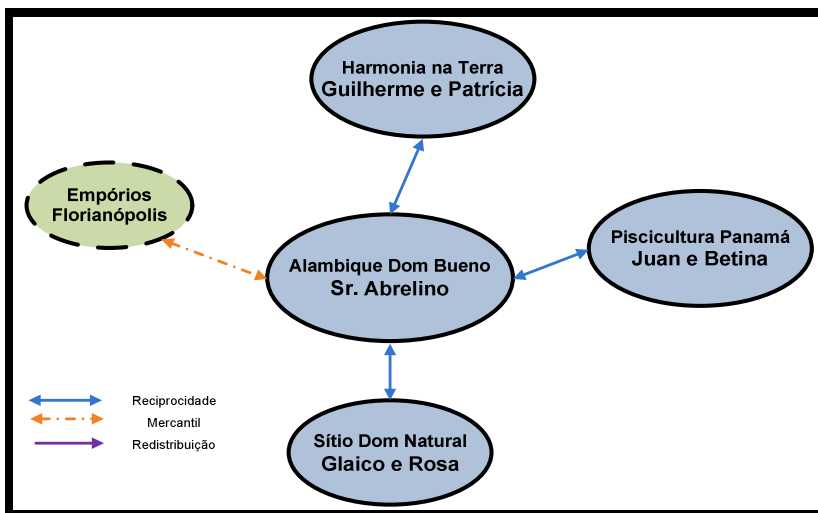 Harmonia na Terra
Guilherme e Patrícia
Empórios
Florianópolis
Piscicultura Panamá
Juan e Betina
Alambique Dom Bueno
Sr. Abrelino
Reciprocidade
Mercantil
Redistribuição
Sítio Dom Natural
Glaico e Rosa